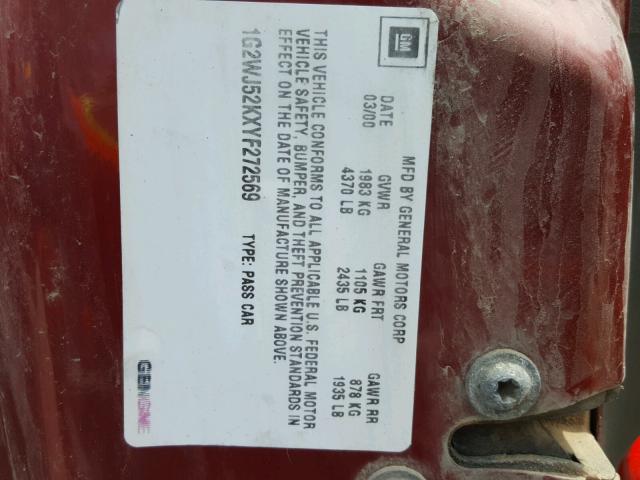 GM
MFD BY GENERAL MOTORS CORP
DATE GVWR GAWR FRT GAWR RR
03/00 1983 KG 1105 KG 878 KG
4370 LB 2435 LB 1935 LB
THIS VEHICLE CONFORMS TO ALL APPLICABLE U.S. FEDERAL MOTOR
VEHICLE SAFETY, BUMPER, AND THEFT PREVENTION STANDARDS IN
EFFECT ON THE DATE OF MANUFACTURE SHOWN ABOVE.
1G2WJ52KXYF272569 TYPE: PASS CAR